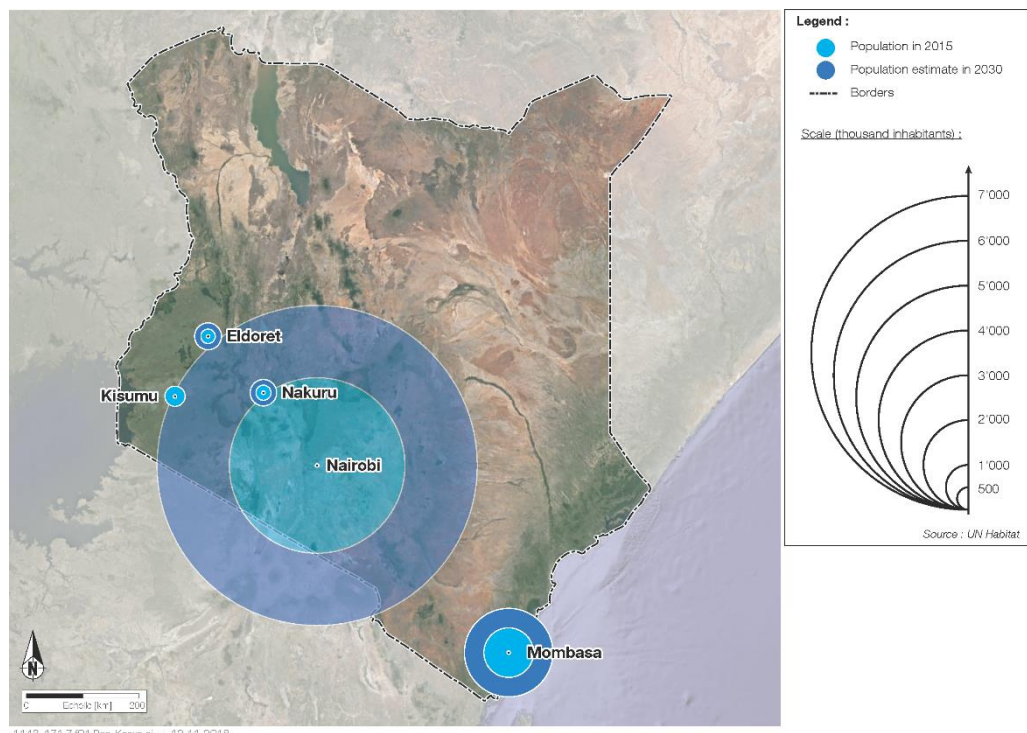 Legend :
Population in 2015
Population estimate in 2030
Borders
Scale (thousand inhabitants) :
7'000
6'000
5'000
4'000
3'000
2'000
1'000
500
Source : UN Habitat
Eldoret
Kisumu
Nakuru
Nairobi
Mombasa
N
0 Echelle [km] 200